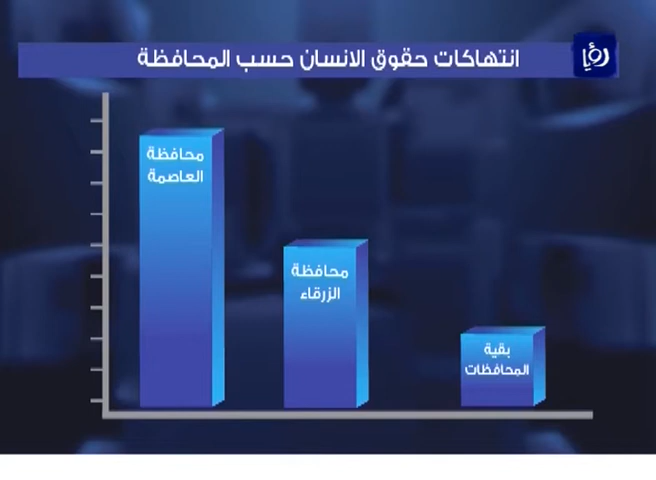 انتهاكات حقوق الانسان حسب المحافظة
رؤيا
محافظة
العاصمة
محافظة
الزرقاء
بقية
المحافظات